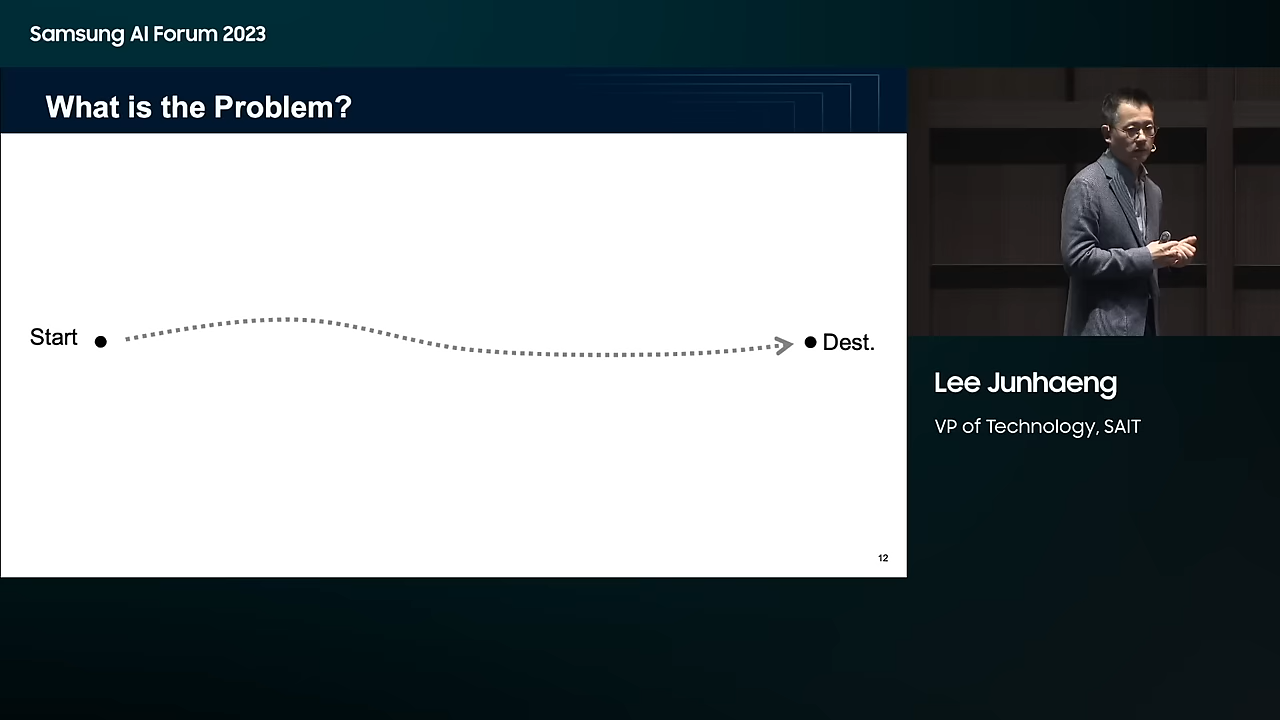 Samsung AI Forum 2023
What is the Problem?
Start
Dest.
12
Lee Junhaeng
VP of Technology, SAIT